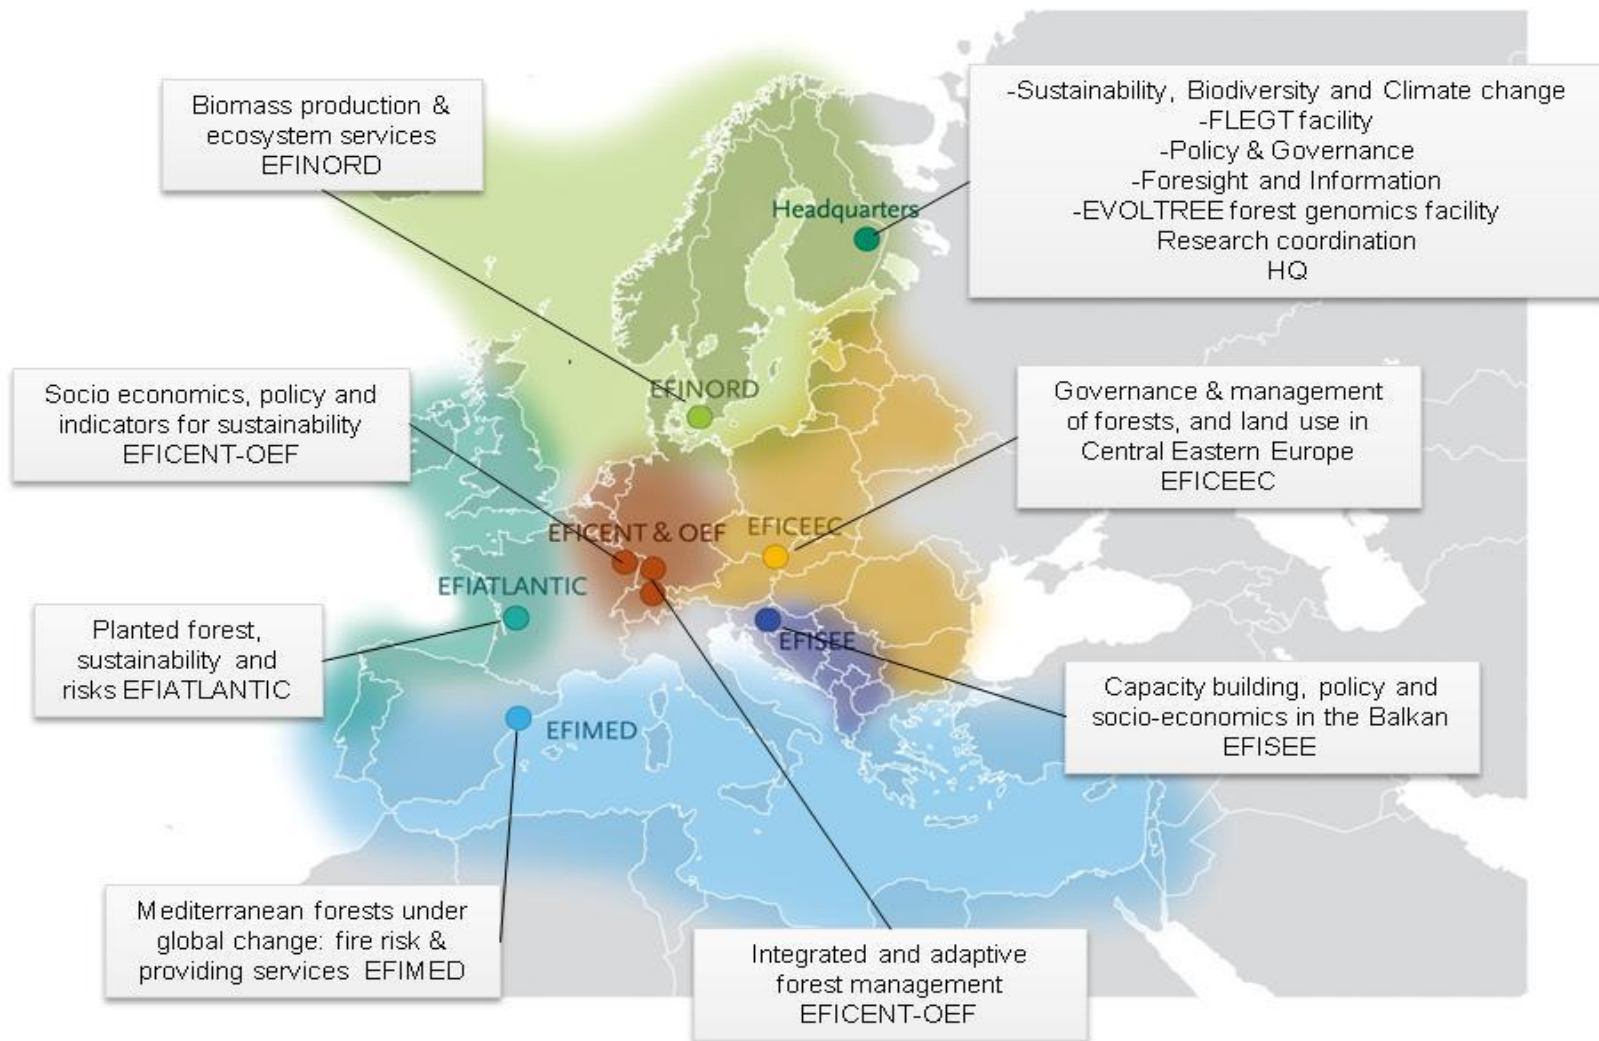 Biomass production &
ecosystem services
EFINORD
-Sustainability, Biodiversity and Climate change
-FLEGT facility
-Policy & Governance
-Foresight and Information
-EVOLTREE forest genomics facility
Research coordination
HQ
Headquarters
Socio economics, policy and
indicators for sustainability
EFICENT-OEF
EFINORD
Governance & management
of forests, and land use in
Central Eastern Europe
EFICEEC
EFICENT & OEF
EFICEEC
EFIATLANTIC
Planted forest,
sustainability and
risks EFIATLANTIC
EFISEE
Capacity building, policy and
socio-economics in the Balkan
EFISEE
EFIMED
Mediterranean forests under
global change: fire risk &
providing services EFIMED
Integrated and adaptive
forest management
EFICENT-OEF